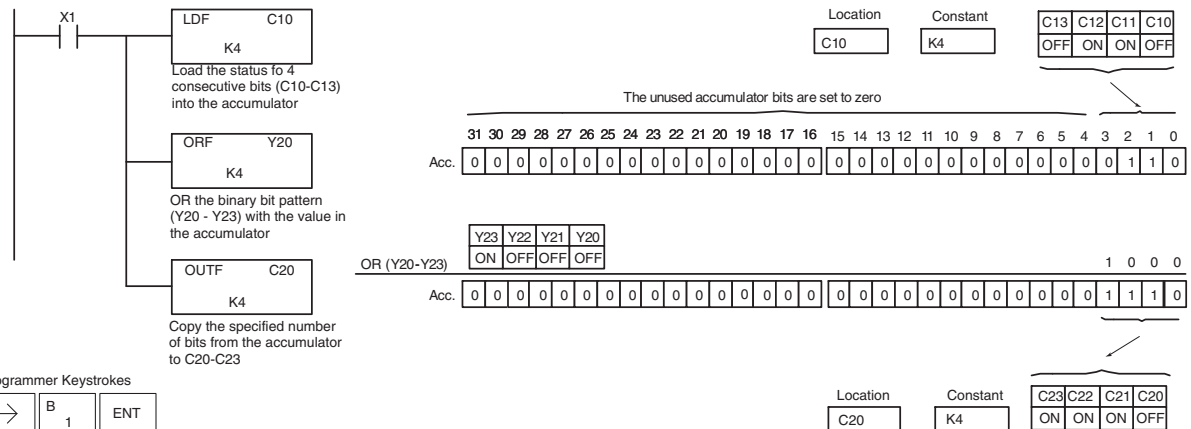 X1
LDF C10
K4
Load the status fo 4
consecutive bits (C10-C13)
into the accumulator
ORF Y20
K4
OR the binary bit pattern
(Y20 - Y23) with the value in
the accumulator
OUTF C20
K4
Copy the specified number
of bits from the accumulator
to C20-C23
Location Constant
C10 K4
C13 C12 C11 C10
OFF ON ON OFF
The unused accumulator bits are set to zero
31 30 29 28 27 26 25 24 23 22 21 20 19 18 17 16 15 14 13 12 11 10 9 8 7 6 5 4 3 2 1 0
Acc. 0 0 0 0 0 0 0 0 0 0 0 0 0 0 0 0 0 0 0 0 0 0 0 0 0 0 0 0 0 1 1 0
Y23 Y22 Y21 Y20
ON OFF OFF OFF
OR (Y20-Y23) 1 0 0 0
Acc. 0 0 0 0 0 0 0 0 0 0 0 0 0 0 0 0 0 0 0 0 0 0 0 0 0 0 0 0 1 1 1 0
Location Constant
C20 K4
C23 C22 C21 C20
ON ON ON OFF
ogrammer Keystrokes
B 1 ENT